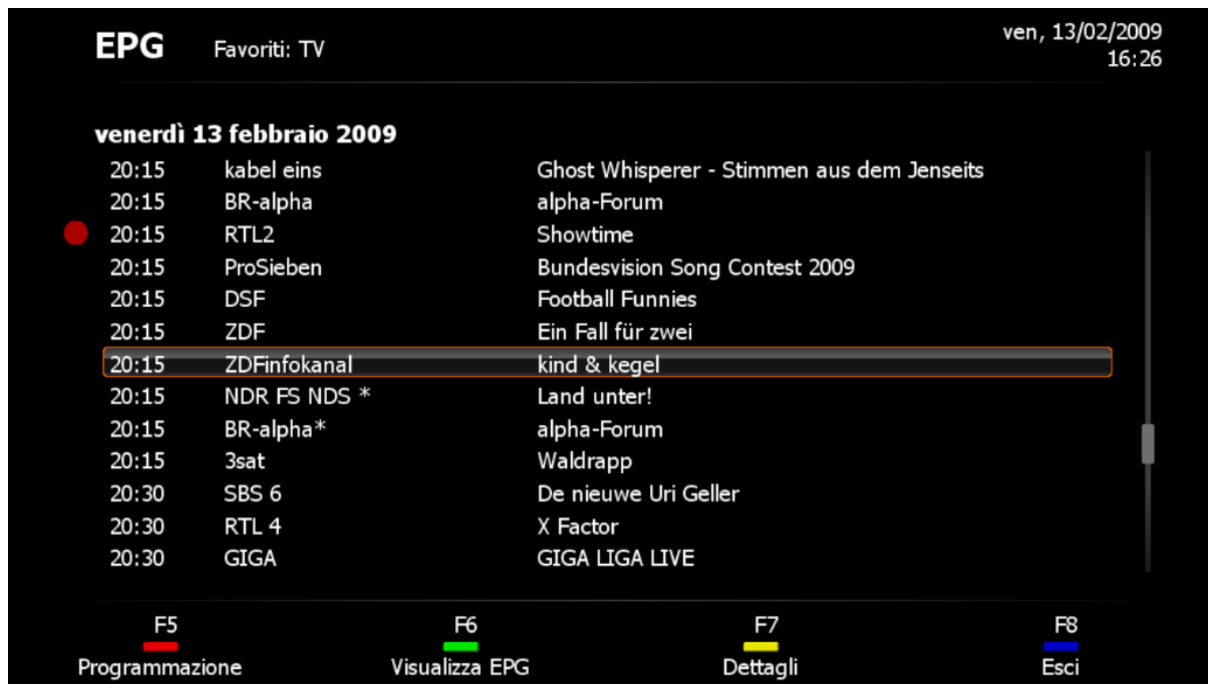 EPG Favoriti: TV ven, 13/02/2009
16:26
venerdì 13 febbraio 2009
20:15 kabel eins Ghost Whisperer - Stimmen aus dem Jenseits
20:15 BR-alpha alpha-Forum
20:15 RTL2 Showtime
20:15 ProSieben Bundesvision Song Contest 2009
20:15 DSF Football Funnies
20:15 ZDF Ein Fall für zwei
20:15 ZDFinfokanal kind & kegel
20:15 NDR FS NDS * Land unter!
20:15 BR-alpha* alpha-Forum
20:15 3sat Waldrapp
20:30 SBS 6 De nieuwe Uri Geller
20:30 RTL 4 X Factor
20:30 GIGA GIGA LIGA LIVE
F5 F6 F7 F8
Programmazione Visualizza EPG Dettagli Esci